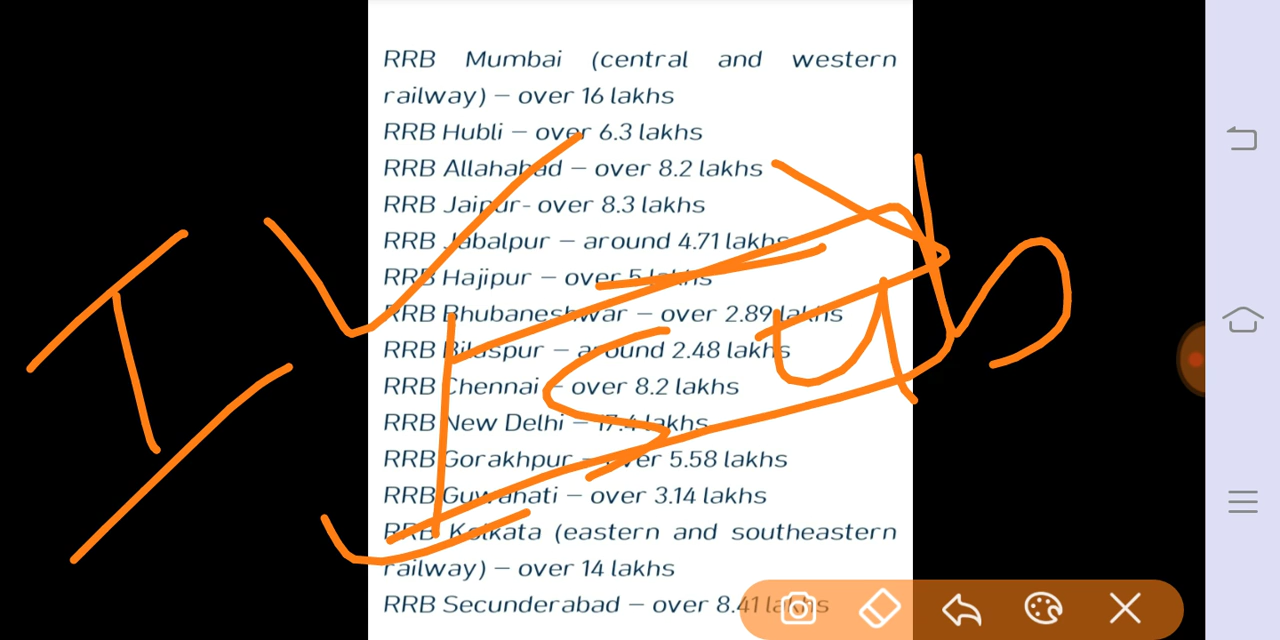 RRB Mumbai (central and western
railway) – over 16 lakhs
RRB Hubli – over 6.3 lakhs
RRB Allahabad – over 8.2 lakhs
RRB Jaipur- over 8.3 lakhs
RRB Jabalpur – around 4.71 lakhs
RRB Hajipur – over 5 lakhs
RRB Bhubaneshwar – over 2.89 lakhs
RRB Bilaspur – around 2.48 lakhs
RRB Chennai – over 8.2 lakhs
RRB New Delhi – 17.4 lakhs
RRB Gorakhpur – over 5.58 lakhs
RRB Guwahati – over 3.14 lakhs
RRB Kolkata (eastern and southeastern
railway) – over 14 lakhs
RRB Secunderabad – over 8.41 lakhs